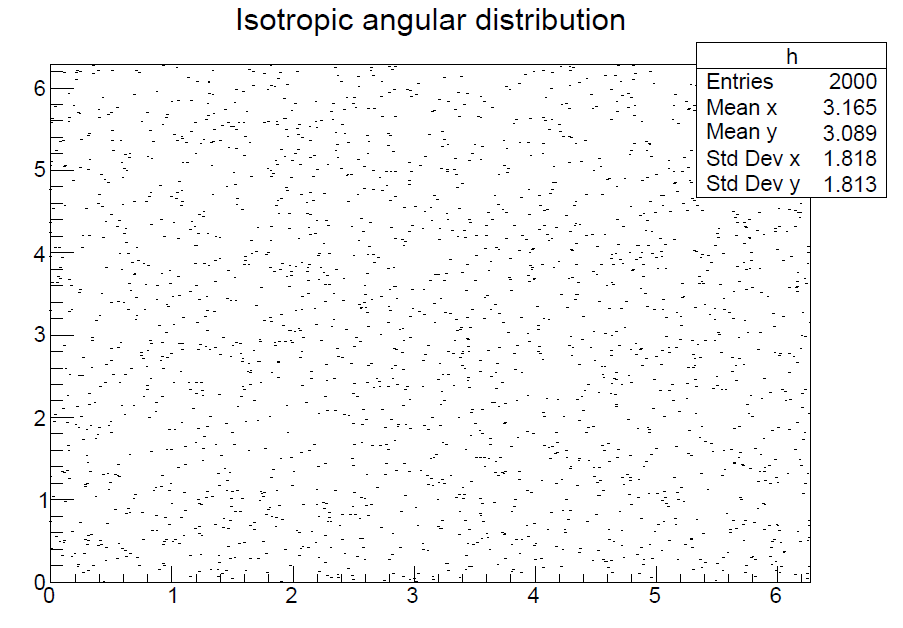 Isotropic angular distribution
h
Entries 2000
Mean x 3.165
Mean y 3.089
Std Dev x 1.818
Std Dev y 1.813
6
5
4
3
2
1
0
0 1 2 3 4 5 6